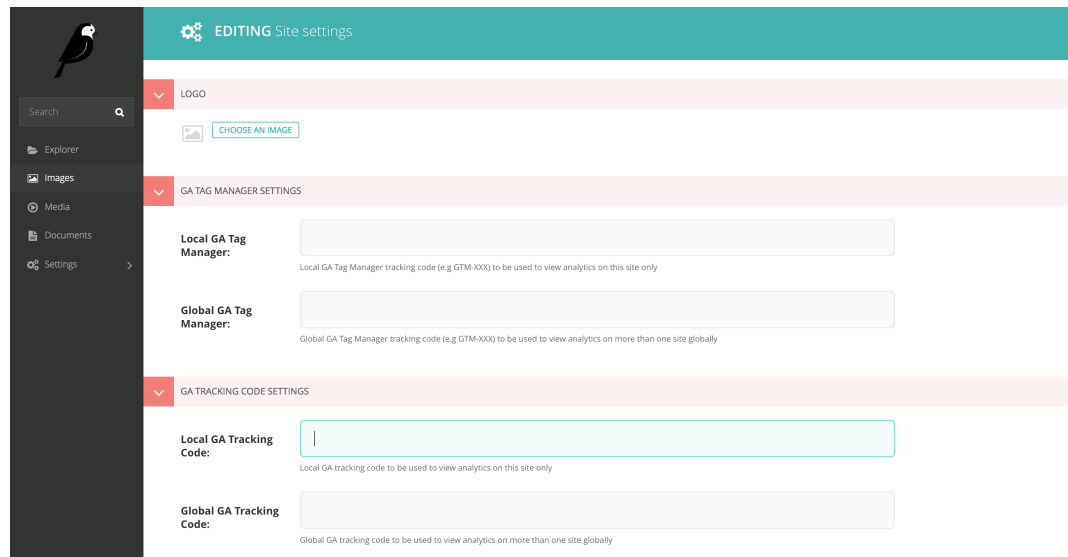 EDITING Site settings
Search
Explorer
Images
Media
Documents
Settings
LOGO
CHOOSE AN IMAGE
GA TAG MANAGER SETTINGS
Local GA Tag
Manager:
Local GA Tag Manager tracking code (e.g GTM-XXX) to be used to view analytics on this site only
Global GA Tag
Manager:
Global GA Tag Manager tracking code (e.g GTM-XXX) to be used to view analytics on more than one site globally
GA TRACKING CODE SETTINGS
Local GA Tracking
Code:
Local GA tracking code to be used to view analytics on this site only
Global GA Tracking
Code:
Global GA tracking code to be used to view analytics on more than one site globally